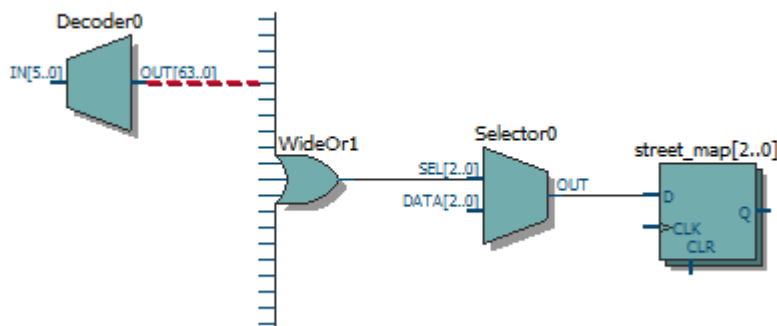 Decoder0
IN[5..0]
OUT[63..0]
WideOr1
Selector0
SEL[2..0]
DATA[2..0]
OUT
street_map[2..0]
D
Q
CLK
CLR